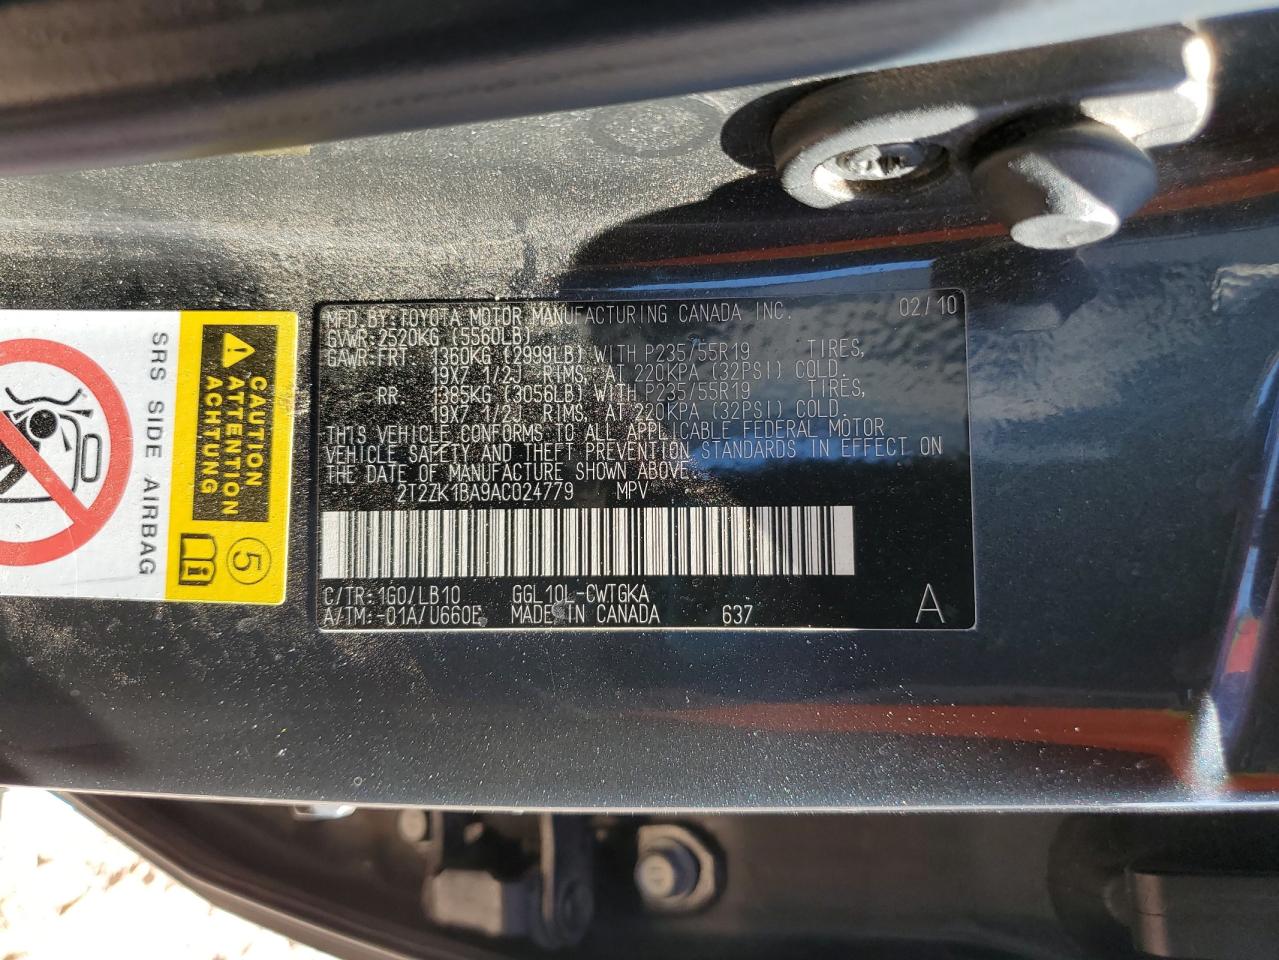 MFD.BY:TOYOTA MOTOR MANUFACTURING CANADA INC. 02/10
GVWR:2520KG (5560LB)
GAWR:FRT. 1360KG (2999LB) WITH P235/55R19 TIRES,
19X7 1/2J RIMS, AT 220KPA (32PSI) COLD.
RR. 1385KG (3056LB) WITH P235/55R19 TIRES,
19X7 1/2J RIMS, AT 220KPA (32PSI) COLD.
THIS VEHICLE CONFORMS TO ALL APPLICABLE FEDERAL MOTOR
VEHICLE SAFETY AND THEFT PREVENTION STANDARDS IN EFFECT ON
THE DATE OF MANUFACTURE SHOWN ABOVE.
2T2ZK1BA9AC024779 MPV
C/TR:1G0/LB10 GGL10L-CWTGKA
A/TM:-01A/U660E MADE IN CANADA 637 A
CAUTION
ATTENTION
ACHTUNG
5
i
SRS SIDE AIRBAG